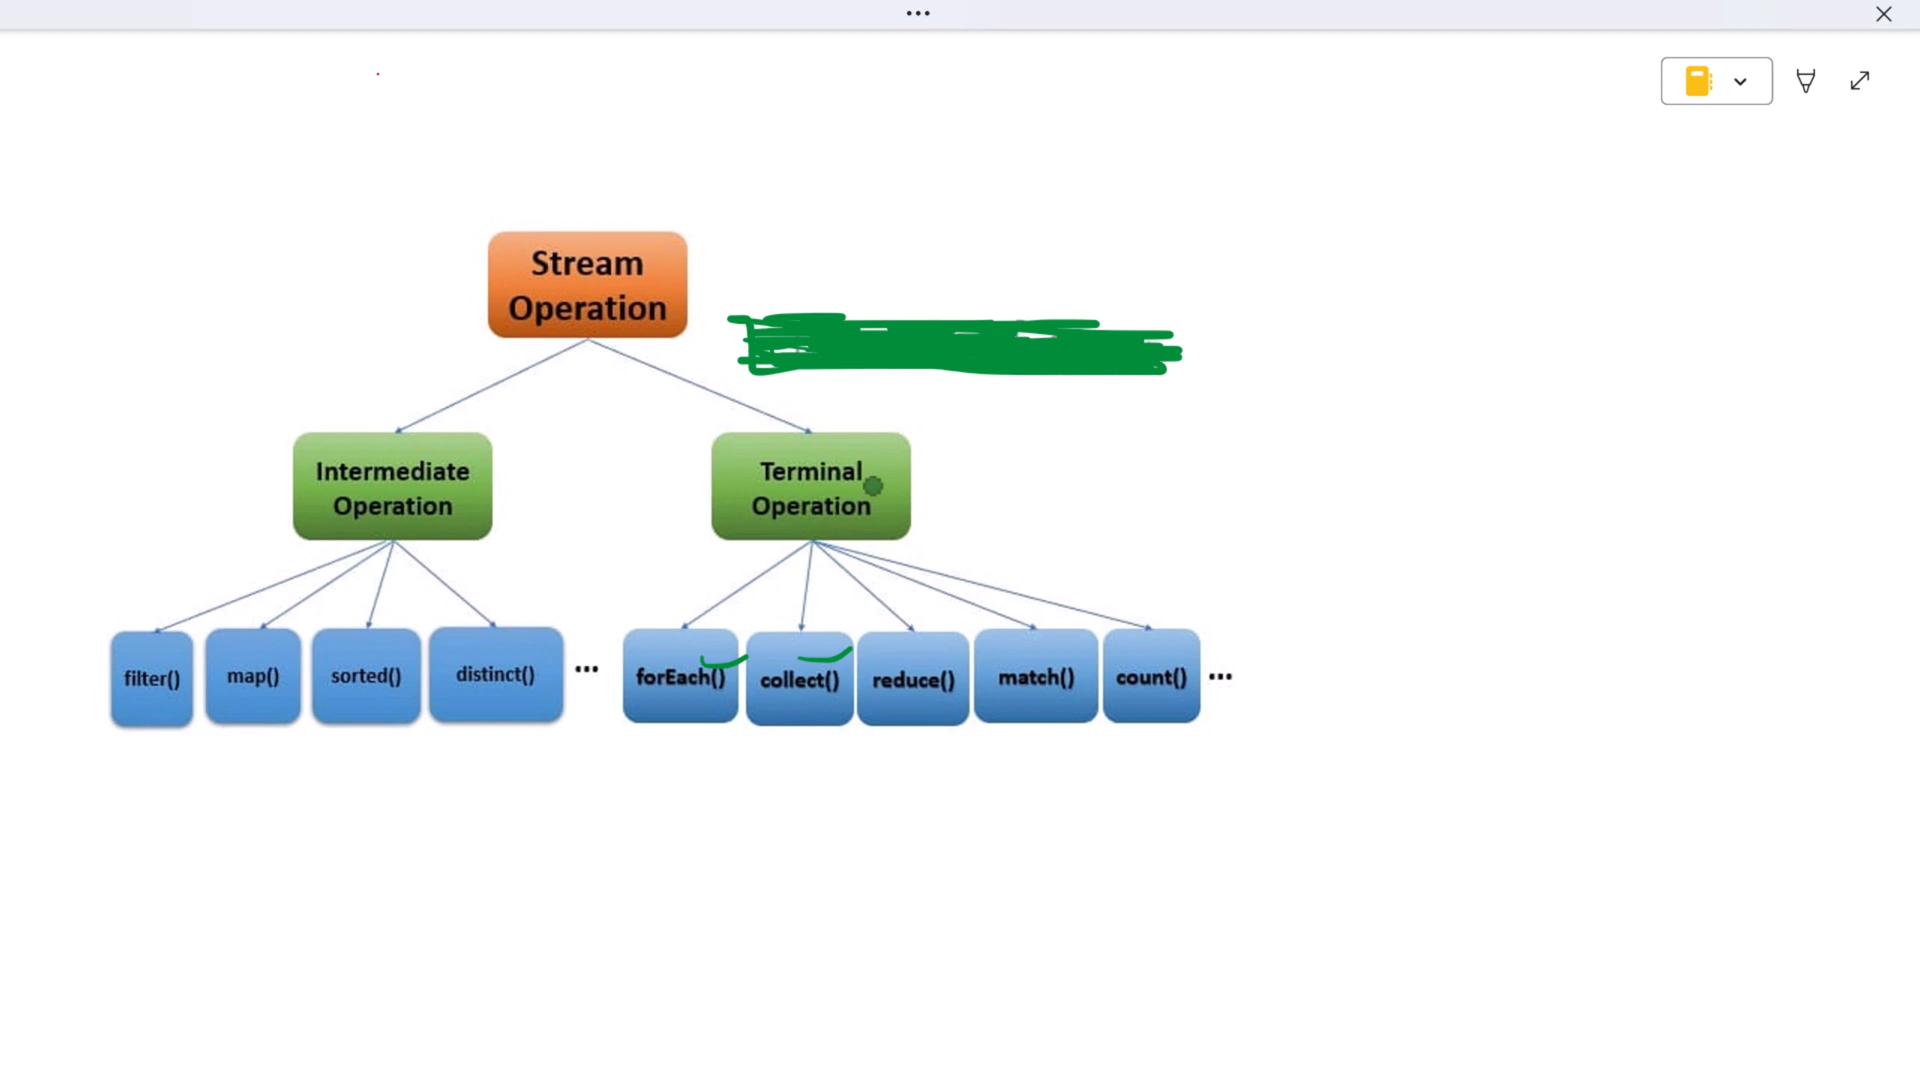 Stream
Operation
Intermediate
Operation
Terminal
Operation
filter()
map()
sorted()
distinct()
...
forEach()
collect()
reduce()
match()
count()
...